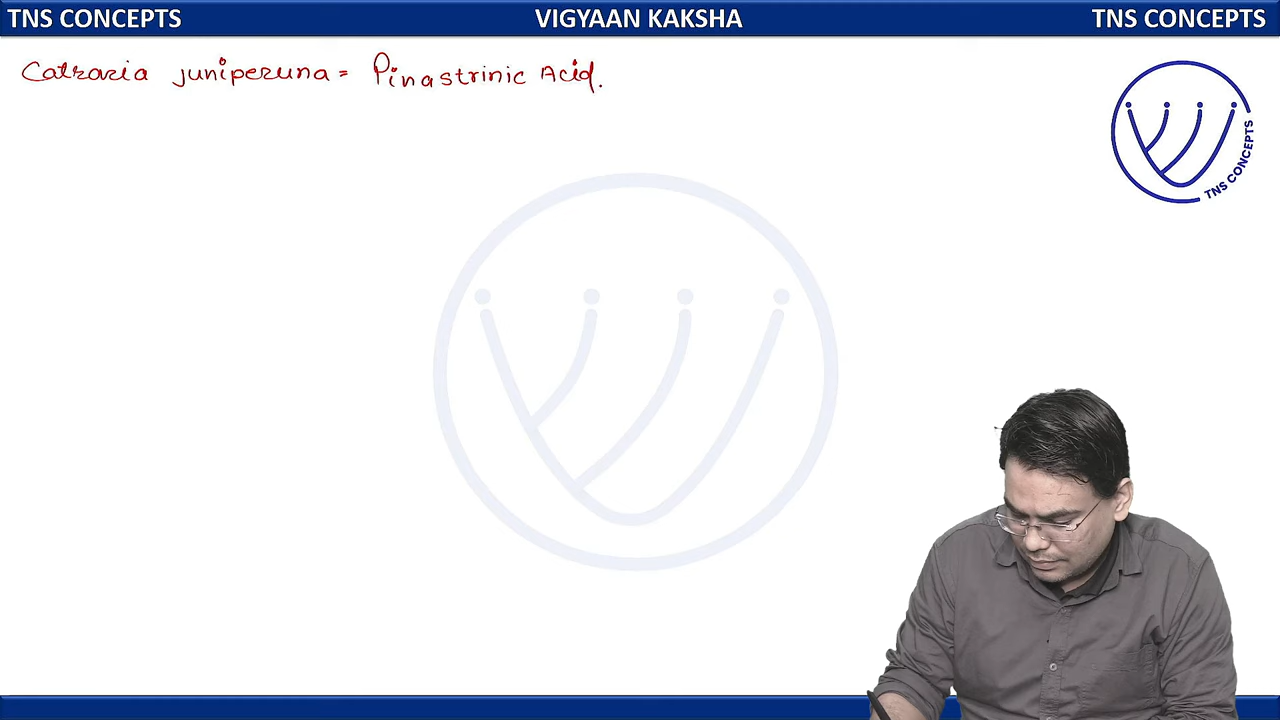 TNS CONCEPTS VIGYAAN KAKSHA TNS CONCEPTS
Catraria juniperuna = Pinastrinic Acid.
TNS CONCEPTS